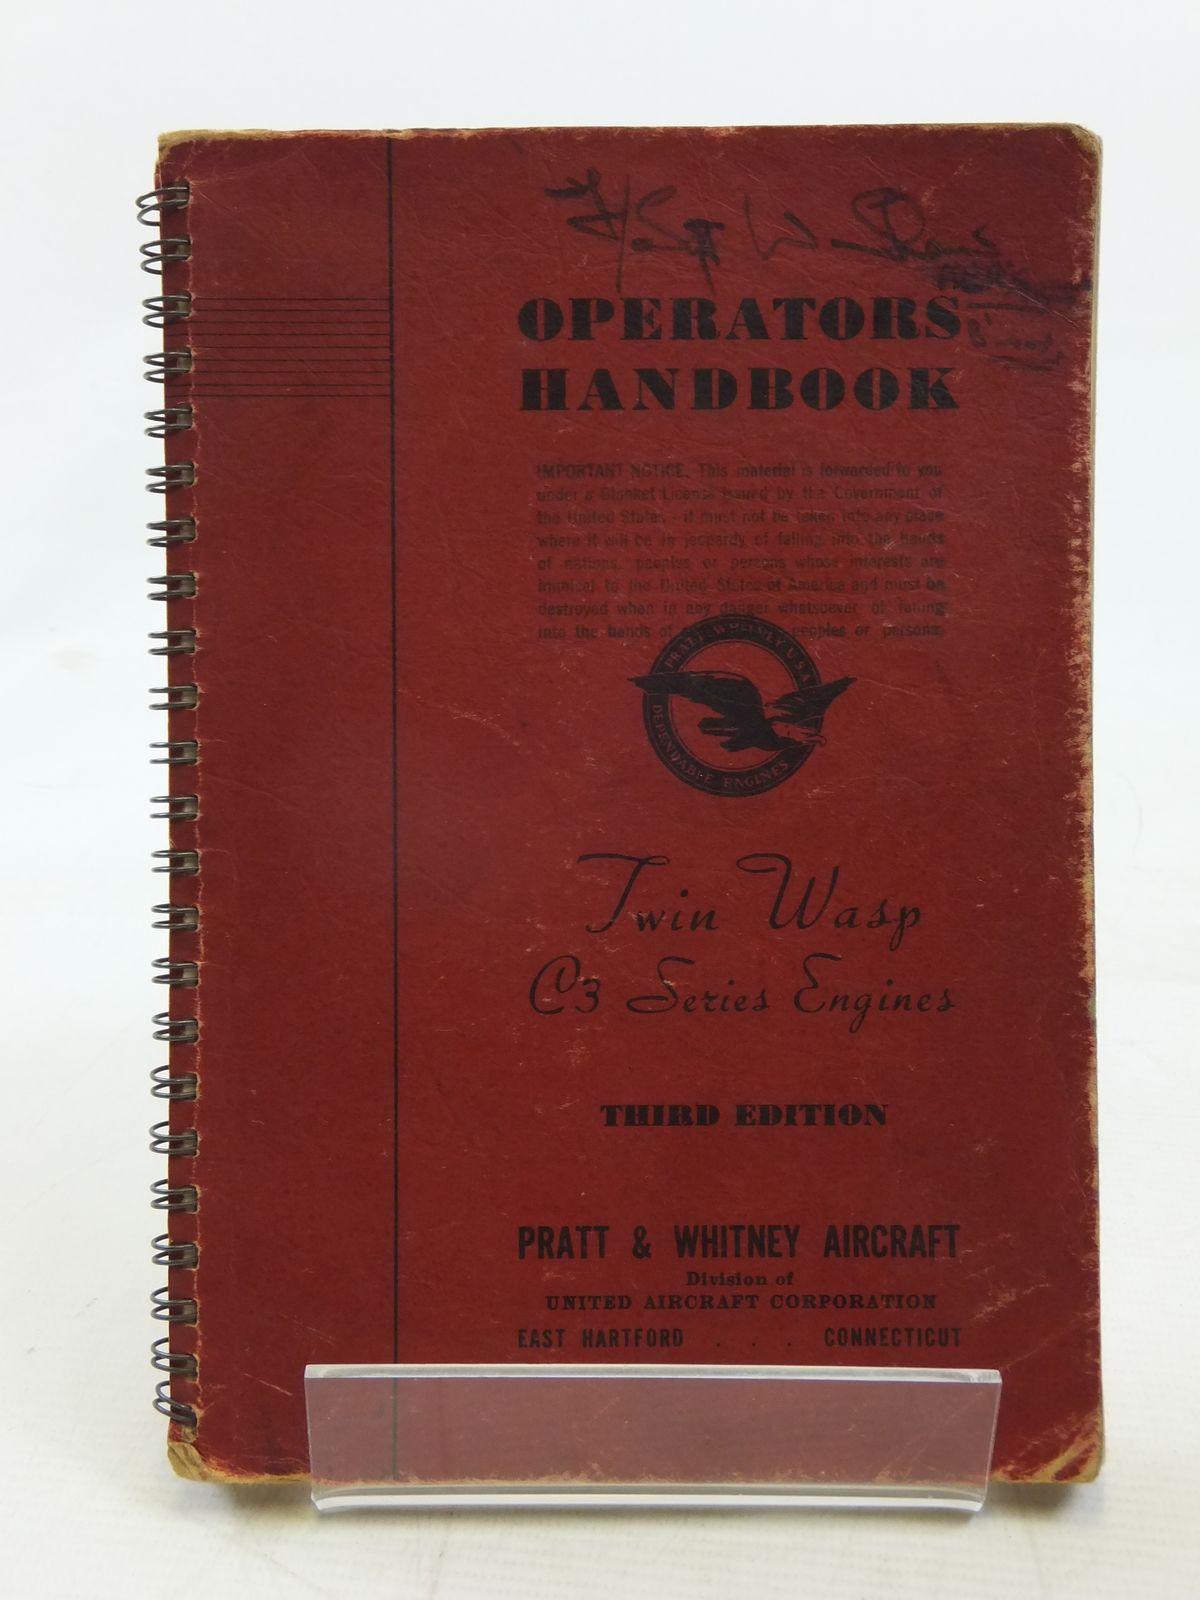 F/Sgt W Shaw
OPERATORS
HANDBOOK
IMPORTANT NOTICE. This material is forwarded to you
under a Blanket License issued by the Government of
the United States - it must not be taken into any place
where it will be in jeopardy of falling into the hands
of nations, peoples or persons whose interests are
inimical to the United States of America and must be
destroyed when in any danger whatsoever of falling
into the hands of peoples or persons.
PRATT & WHITNEY U.S.A.
DEPENDABLE ENGINES
Twin Wasp
C3 Series Engines
THIRD EDITION
PRATT & WHITNEY AIRCRAFT
Division of
UNITED AIRCRAFT CORPORATION
EAST HARTFORD . . . CONNECTICUT